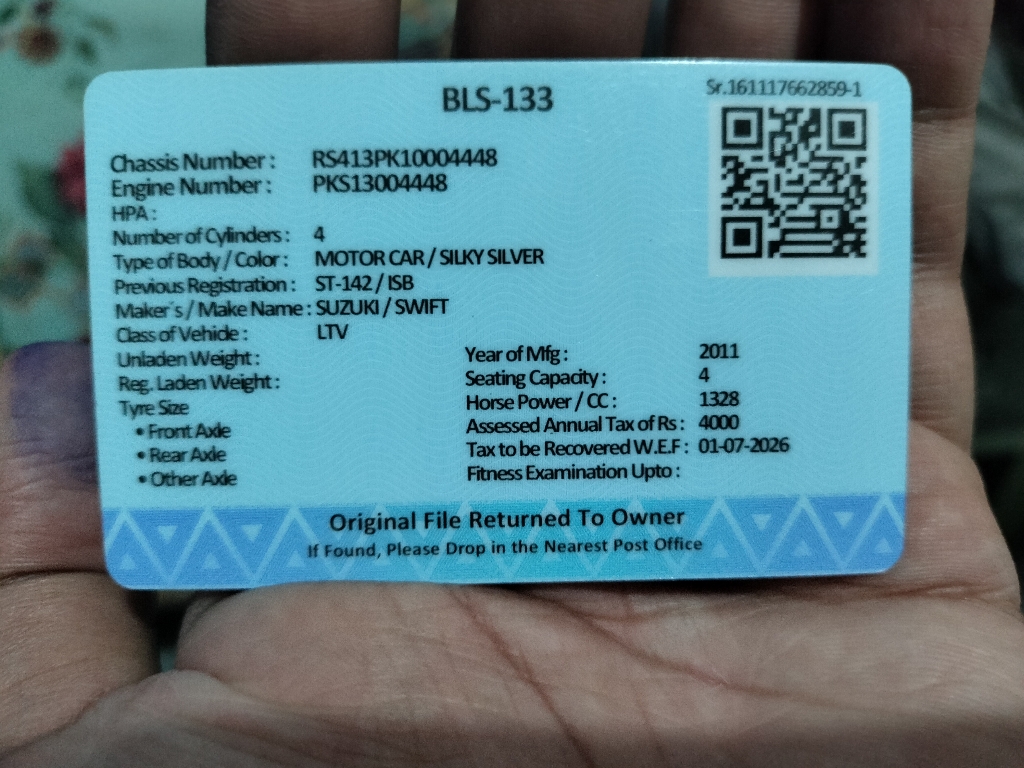 BLS-133
Sr.161117662859-1
Chassis Number : RS413PK10004448
Engine Number : PKS13004448
HPA :
Number of Cylinders : 4
Type of Body / Color : MOTOR CAR / SILKY SILVER
Previous Registration : ST-142 / ISB
Maker's / Make Name : SUZUKI / SWIFT
Class of Vehicle : LTV
Unladen Weight :
Reg. Laden Weight :
Tyre Size
• Front Axle
• Rear Axle
• Other Axle
Year of Mfg : 2011
Seating Capacity : 4
Horse Power / CC : 1328
Assessed Annual Tax of Rs : 4000
Tax to be Recovered W.E.F : 01-07-2026
Fitness Examination Upto :
Original File Returned To Owner
If Found, Please Drop in the Nearest Post Office